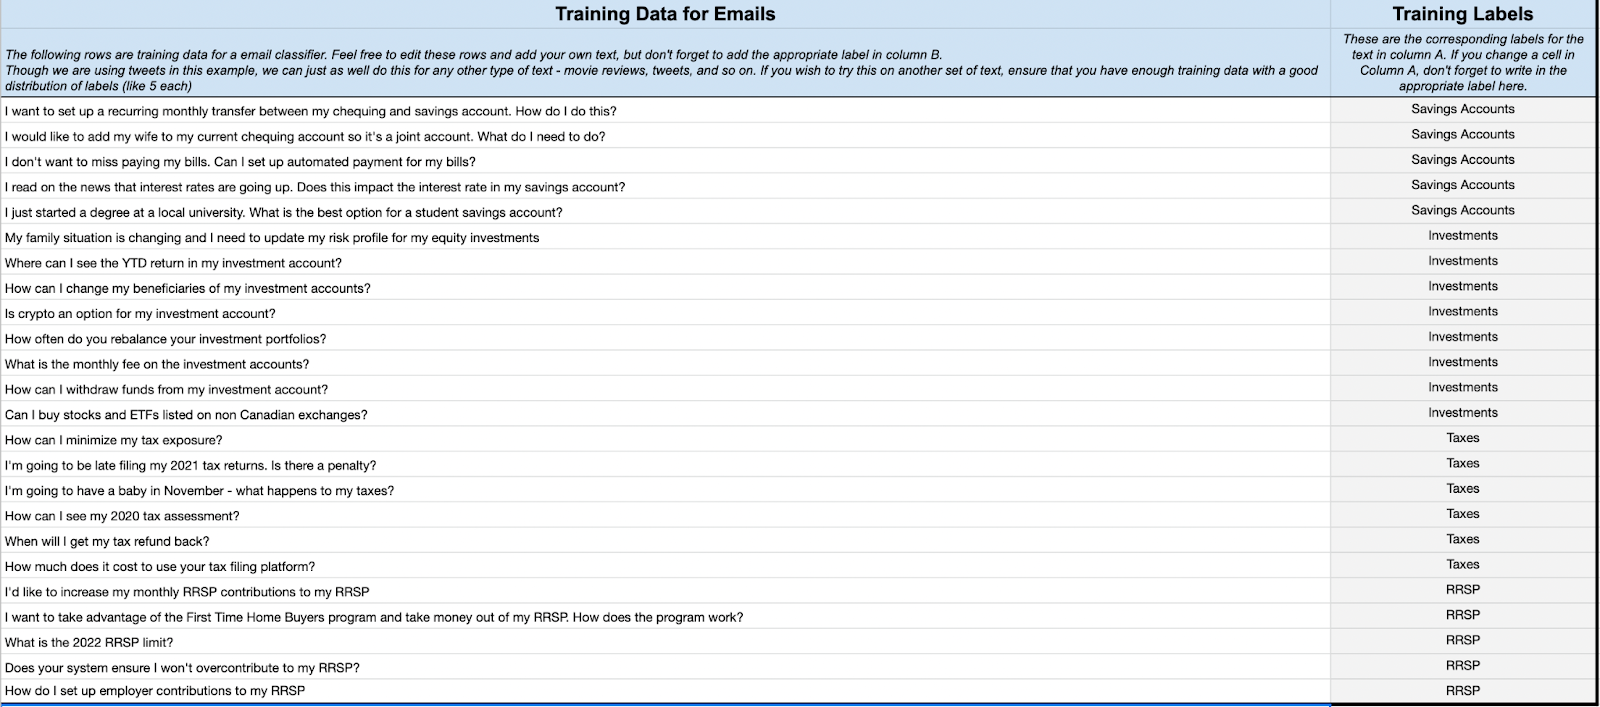 Training Data for Emails
Training Labels
The following rows are training data for a email classifier. Feel free to edit these rows and add your own text, but don't forget to add the appropriate label in column B.
Though we are using tweets in this example, we can just as well do this for any other type of text - movie reviews, tweets, and so on. If you wish to try this on another set of text, ensure that you have enough training data with a good
distribution of labels (like 5 each)
These are the corresponding labels for the
text in column A. If you change a cell in
Column A, don't forget to write in the
appropriate label here.
I want to set up a recurring monthly transfer between my chequing and savings account. How do I do this? Savings Accounts
I would like to add my wife to my current chequing account so it's a joint account. What do I need to do? Savings Accounts
I don't want to miss paying my bills. Can I set up automated payment for my bills? Savings Accounts
I read on the news that interest rates are going up. Does this impact the interest rate in my savings account? Savings Accounts
I just started a degree at a local university. What is the best option for a student savings account? Savings Accounts
My family situation is changing and I need to update my risk profile for my equity investments Investments
Where can I see the YTD return in my investment account? Investments
How can I change my beneficiaries of my investment accounts? Investments
Is crypto an option for my investment account? Investments
How often do you rebalance your investment portfolios? Investments
What is the monthly fee on the investment accounts? Investments
How can I withdraw funds from my investment account? Investments
Can I buy stocks and ETFs listed on non Canadian exchanges? Investments
How can I minimize my tax exposure? Taxes
I'm going to be late filing my 2021 tax returns. Is there a penalty? Taxes
I'm going to have a baby in November - what happens to my taxes? Taxes
How can I see my 2020 tax assessment? Taxes
When will I get my tax refund back? Taxes
How much does it cost to use your tax filing platform? Taxes
I'd like to increase my monthly RRSP contributions to my RRSP RRSP
I want to take advantage of the First Time Home Buyers program and take money out of my RRSP. How does the program work? RRSP
What is the 2022 RRSP limit? RRSP
Does your system ensure I won't overcontribute to my RRSP? RRSP
How do I set up employer contributions to my RRSP RRSP